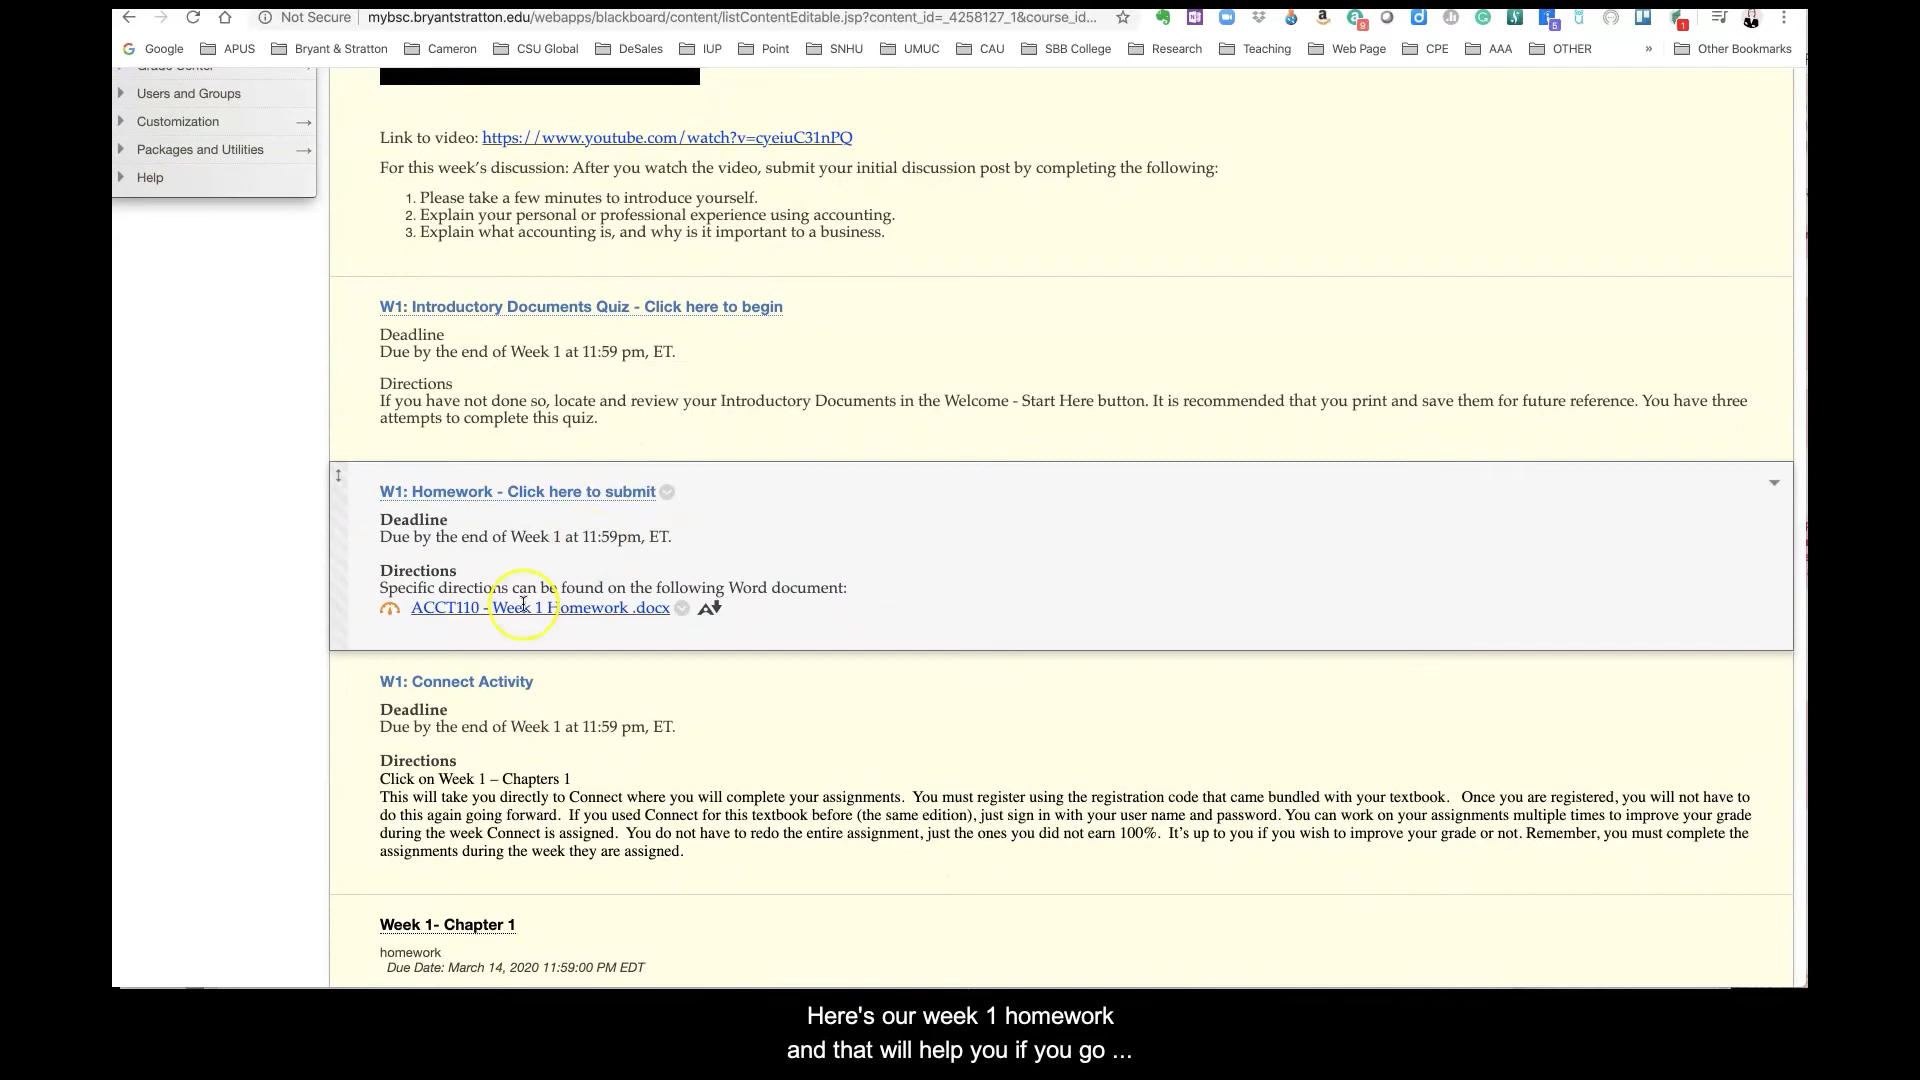 Not Secure mybsc.bryantstratton.edu/webapps/blackboard/content/listContentEditable.jsp?content_id=_4258127_1&course_id...
Google APUS Bryant & Stratton Cameron CSU Global DeSales IUP Point SNHU UMUC CAU SBB College Research Teaching Web Page CPE AAA OTHER » Other Bookmarks
Grade Center
Users and Groups
Customization
Packages and Utilities
Help
Link to video: https://www.youtube.com/watch?v=cyeiuC31nPQ
For this week's discussion: After you watch the video, submit your initial discussion post by completing the following:
1. Please take a few minutes to introduce yourself.
2. Explain your personal or professional experience using accounting.
3. Explain what accounting is, and why is it important to a business.
W1: Introductory Documents Quiz - Click here to begin
Deadline
Due by the end of Week 1 at 11:59 pm, ET.
Directions
If you have not done so, locate and review your Introductory Documents in the Welcome - Start Here button. It is recommended that you print and save them for future reference. You have three
attempts to complete this quiz.
W1: Homework - Click here to submit
Deadline
Due by the end of Week 1 at 11:59pm, ET.
Directions
Specific directions can be found on the following Word document:
ACCT110 - Week 1 Homework .docx
W1: Connect Activity
Deadline
Due by the end of Week 1 at 11:59 pm, ET.
Directions
Click on Week 1 – Chapters 1
This will take you directly to Connect where you will complete your assignments. You must register using the registration code that came bundled with your textbook. Once you are registered, you will not have to
do this again going forward. If you used Connect for this textbook before (the same edition), just sign in with your user name and password. You can work on your assignments multiple times to improve your grade
during the week Connect is assigned. You do not have to redo the entire assignment, just the ones you did not earn 100%. It's up to you if you wish to improve your grade or not. Remember, you must complete the
assignments during the week they are assigned.
Week 1- Chapter 1
homework
Due Date: March 14, 2020 11:59:00 PM EDT
Here's our week 1 homework
and that will help you if you go ...